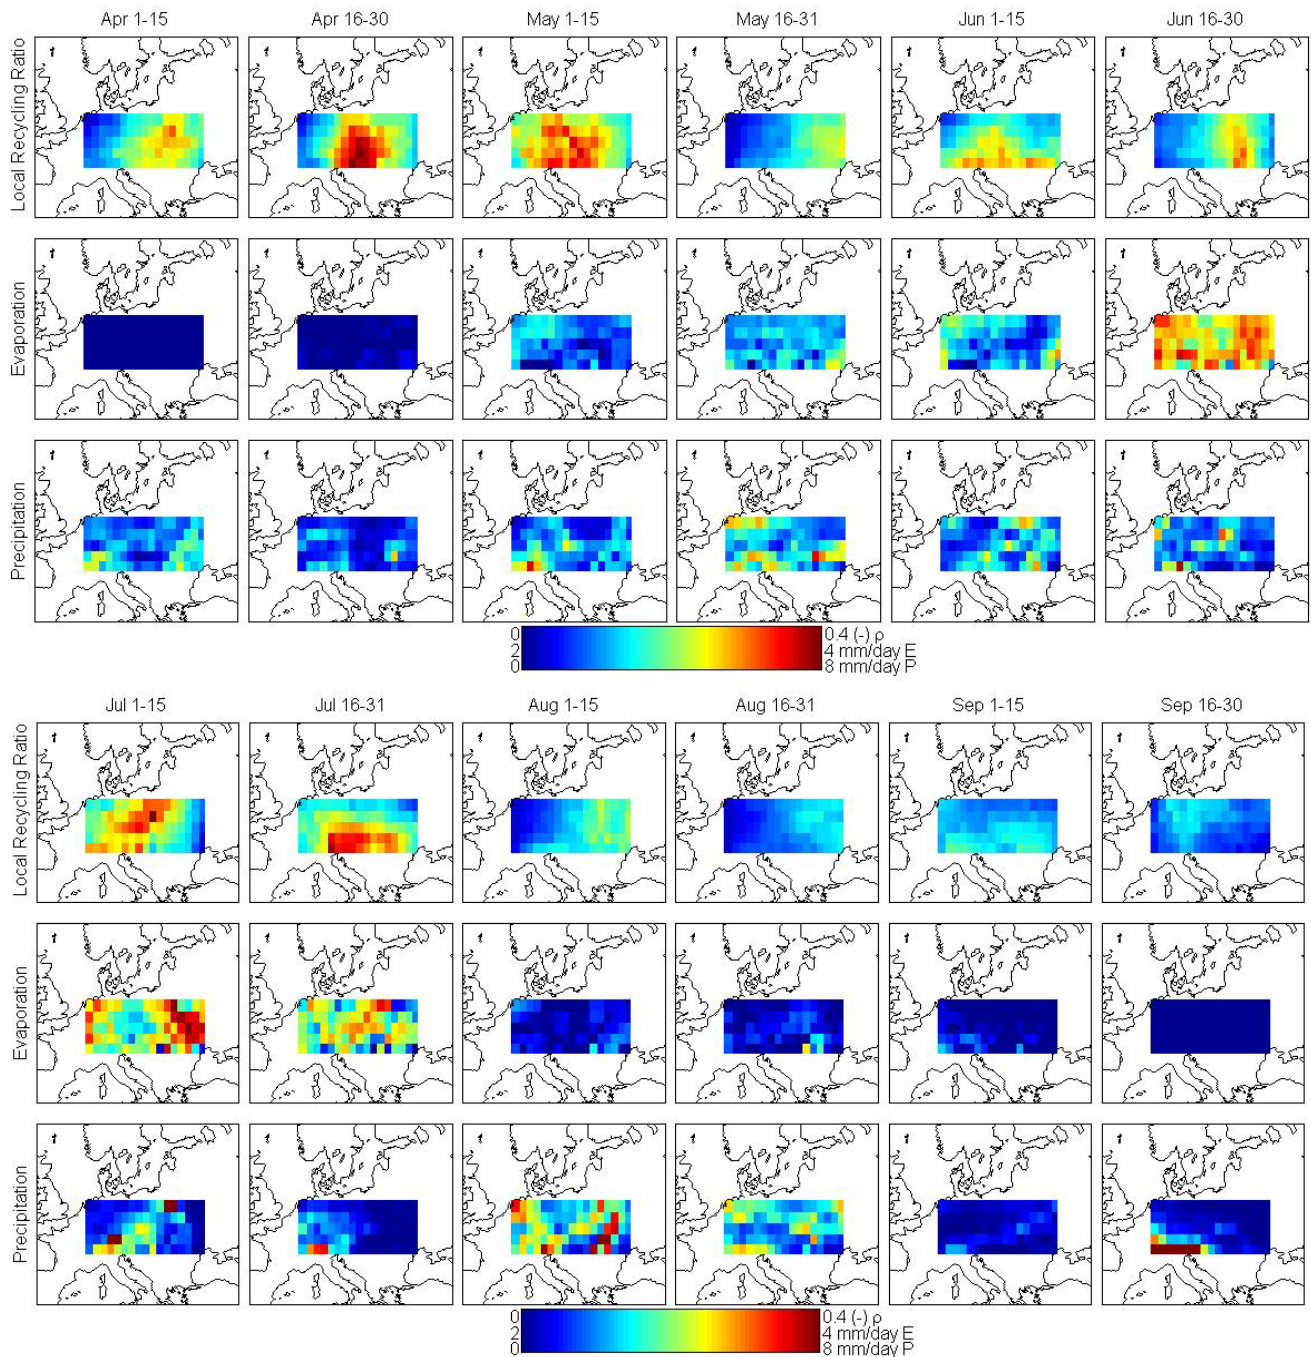 Apr 1-15 Apr 16-30 May 1-15 May 16-31 Jun 1-15 Jun 16-30
Local Recycling Ratio
Evaporation
Precipitation
0 0.4 (-) ρ
2 4 mm/day E
0 8 mm/day P
Jul 1-15 Jul 16-31 Aug 1-15 Aug 16-31 Sep 1-15 Sep 16-30
Local Recycling Ratio
Evaporation
Precipitation
0 0.4 (-) ρ
2 4 mm/day E
0 8 mm/day P